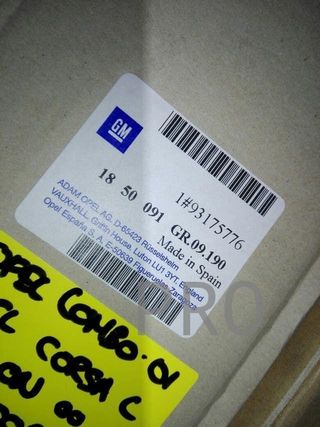 GM
1#93175776
18 50 091 GR.09.190
Made in Spain
ADAM OPEL AG, D-65423 Rüsselsheim
VAUXHALL, Griffin House, Luton LU1 3YT, England
Opel España S. A. E-50639 Figueruelas Zaragoza
PRO
OPEL COMBO-01
CORSA C